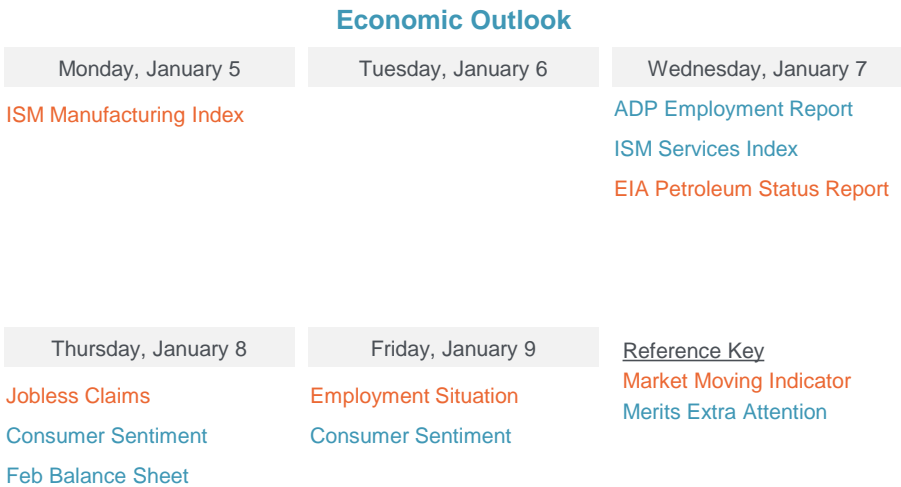 Economic Outlook
Monday, January 5
Tuesday, January 6
Wednesday, January 7
ISM Manufacturing Index
ADP Employment Report
ISM Services Index
EIA Petroleum Status Report
Thursday, January 8
Friday, January 9
Reference Key
Market Moving Indicator
Merits Extra Attention
Jobless Claims
Consumer Sentiment
Feb Balance Sheet
Employment Situation
Consumer Sentiment